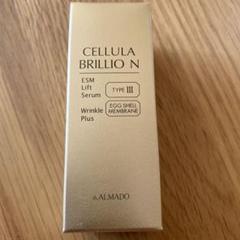 CELLULA
BRILLIO N
ESM
Lift
Serum
TYPE III
Wrinkle
Plus
EGG SHELL
MEMBRANE
ALMADO